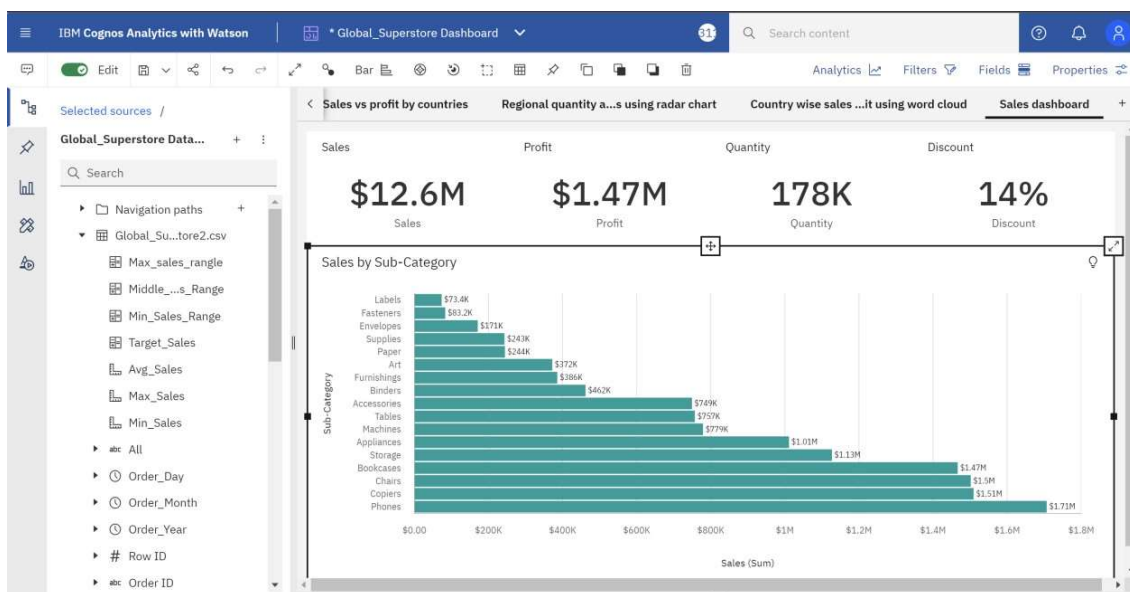 IBM Cognos Analytics with Watson
* Global_Superstore Dashboard
Search content
Edit
Bar
Analytics
Filters
Fields
Properties
Selected sources /
Global_Superstore Data...
Search
Navigation paths
Global_Su...tore2.csv
Max_sales_rangle
Middle_...s_Range
Min_Sales_Range
Target_Sales
Avg_Sales
Max_Sales
Min_Sales
abc All
Order_Day
Order_Month
Order_Year
# Row ID
abc Order ID
Sales vs profit by countries
Regional quantity a...s using radar chart
Country wise sales ...it using word cloud
Sales dashboard
Sales
Profit
Quantity
Discount
$12.6M
$1.47M
178K
14%
Sales
Profit
Quantity
Discount
Sales by Sub-Category
Sub-Category
Labels $73.4K
Fasteners $83.2K
Envelopes $171K
Supplies $243K
Paper $244K
Art $372K
Furnishings $386K
Binders $462K
Accessories $749K
Tables $757K
Machines $779K
Appliances $1.01M
Storage $1.13M
Bookcases $1.47M
Chairs $1.5M
Copiers $1.51M
Phones $1.71M
$0.00 $200K $400K $600K $800K $1M $1.2M $1.4M $1.6M $1.8M
Sales (Sum)